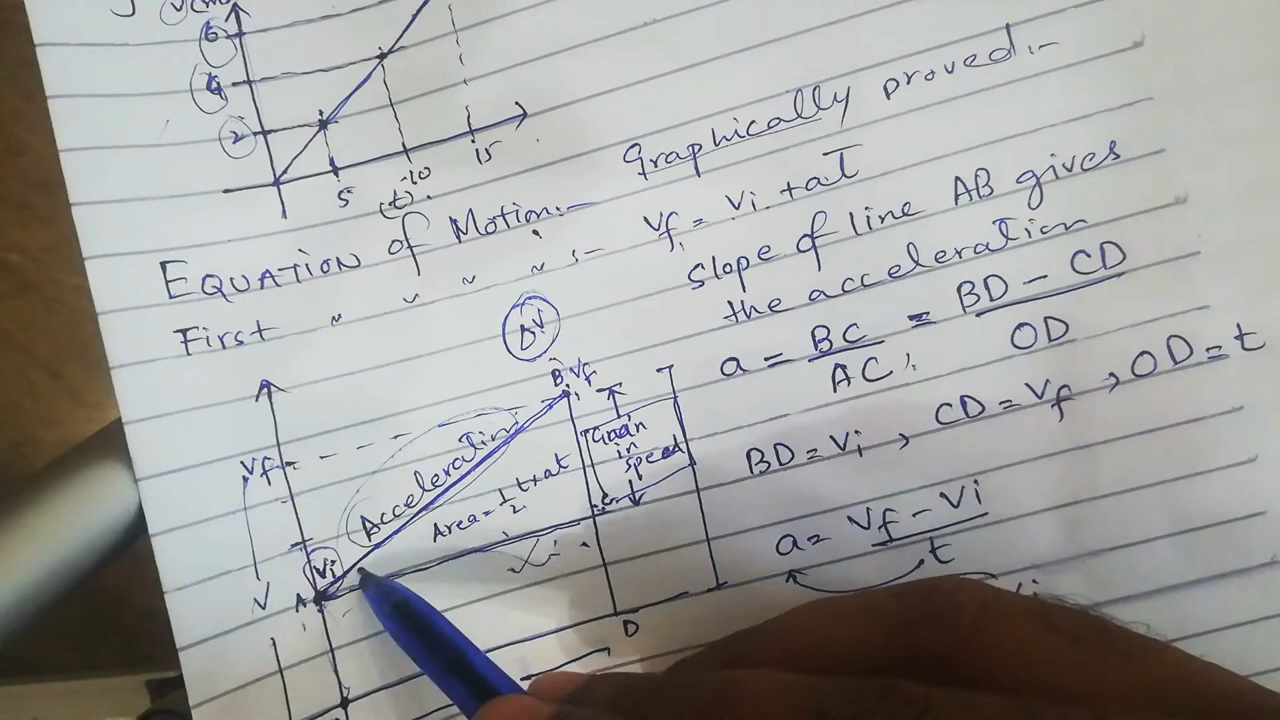 6
4
2
5
10
15
(t)
Graphically proved:-
EQUATION of Motion:-
First " " " " :- Vf = Vi + at
Slope of line AB gives
the acceleration
a = BC/AC = BD - CD/OD
BD = Vi , CD = Vf , OD = t
a = Vf - Vi/t
B Vf
Vf
Acceleration
Area = 1/2 t x at
Gain
in
speed
C
Vi
A
V
D